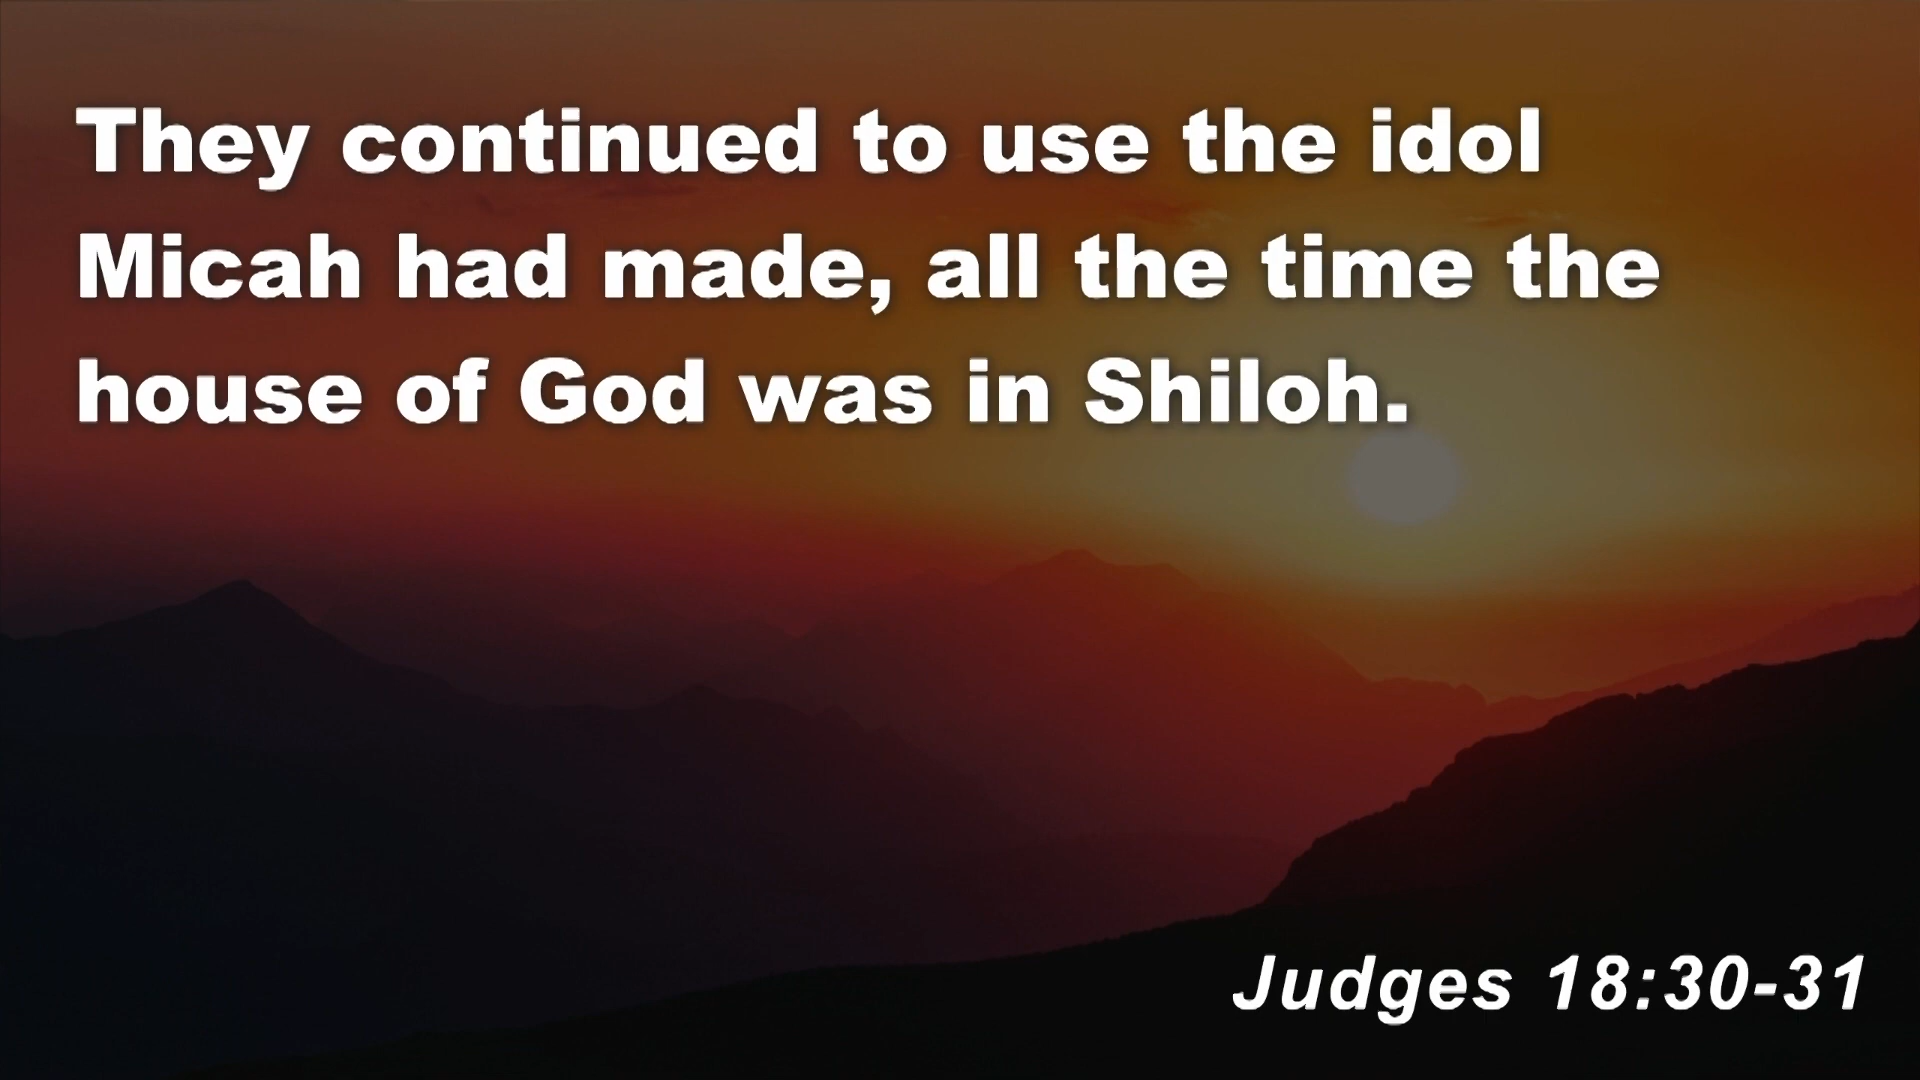 They continued to use the idol
Micah had made, all the time the
house of God was in Shiloh.
Judges 18:30-31